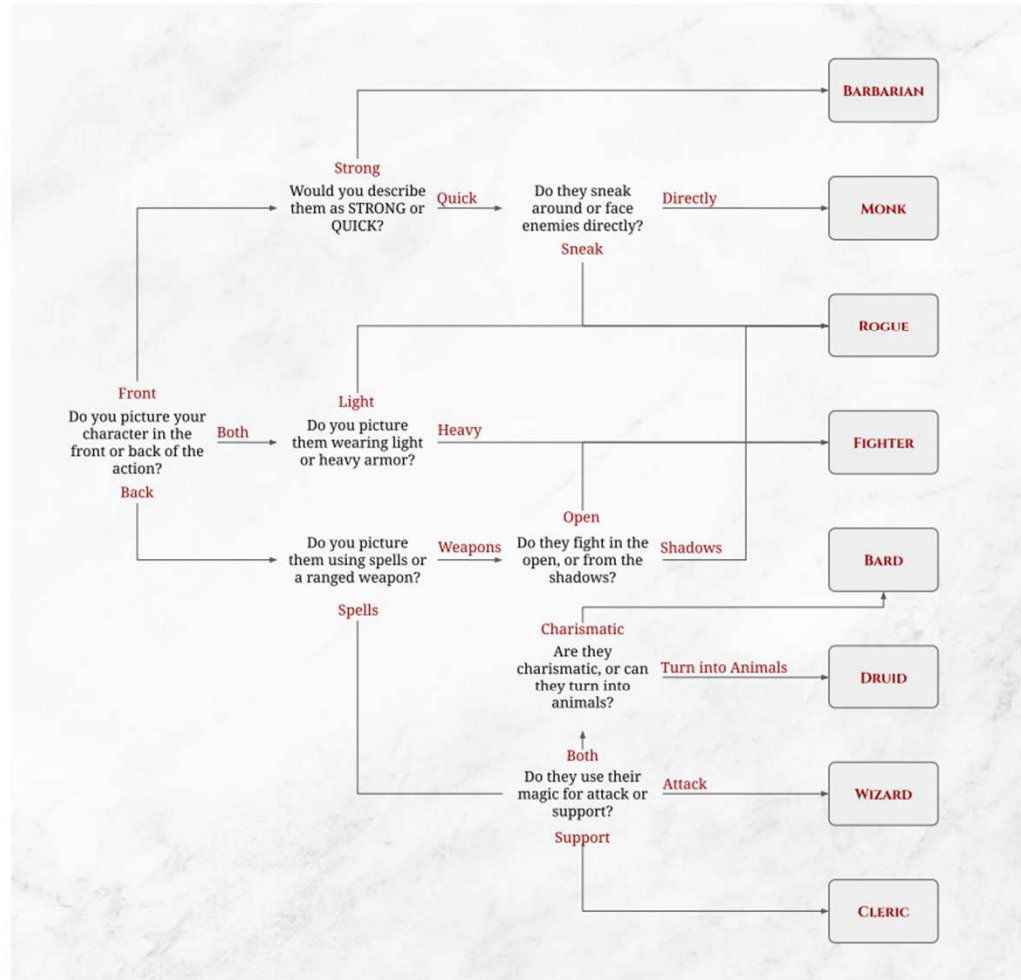 BARBARIAN
Strong
Would you describe
them as STRONG or
QUICK?
Quick
Do they sneak
around or face
enemies directly?
Directly
MONK
Sneak
ROGUE
Front
Do you picture your
character in the
front or back of the
action?
Both
Back
Light
Do you picture
them wearing light
or heavy armor?
Heavy
FIGHTER
Open
Do you picture
them using spells or
a ranged weapon?
Weapons
Do they fight in the
open, or from the
shadows?
Shadows
BARD
Spells
Charismatic
Are they
charismatic, or can
they turn into
animals?
Turn into Animals
DRUID
Both
Do they use their
magic for attack or
support?
Attack
WIZARD
Support
CLERIC